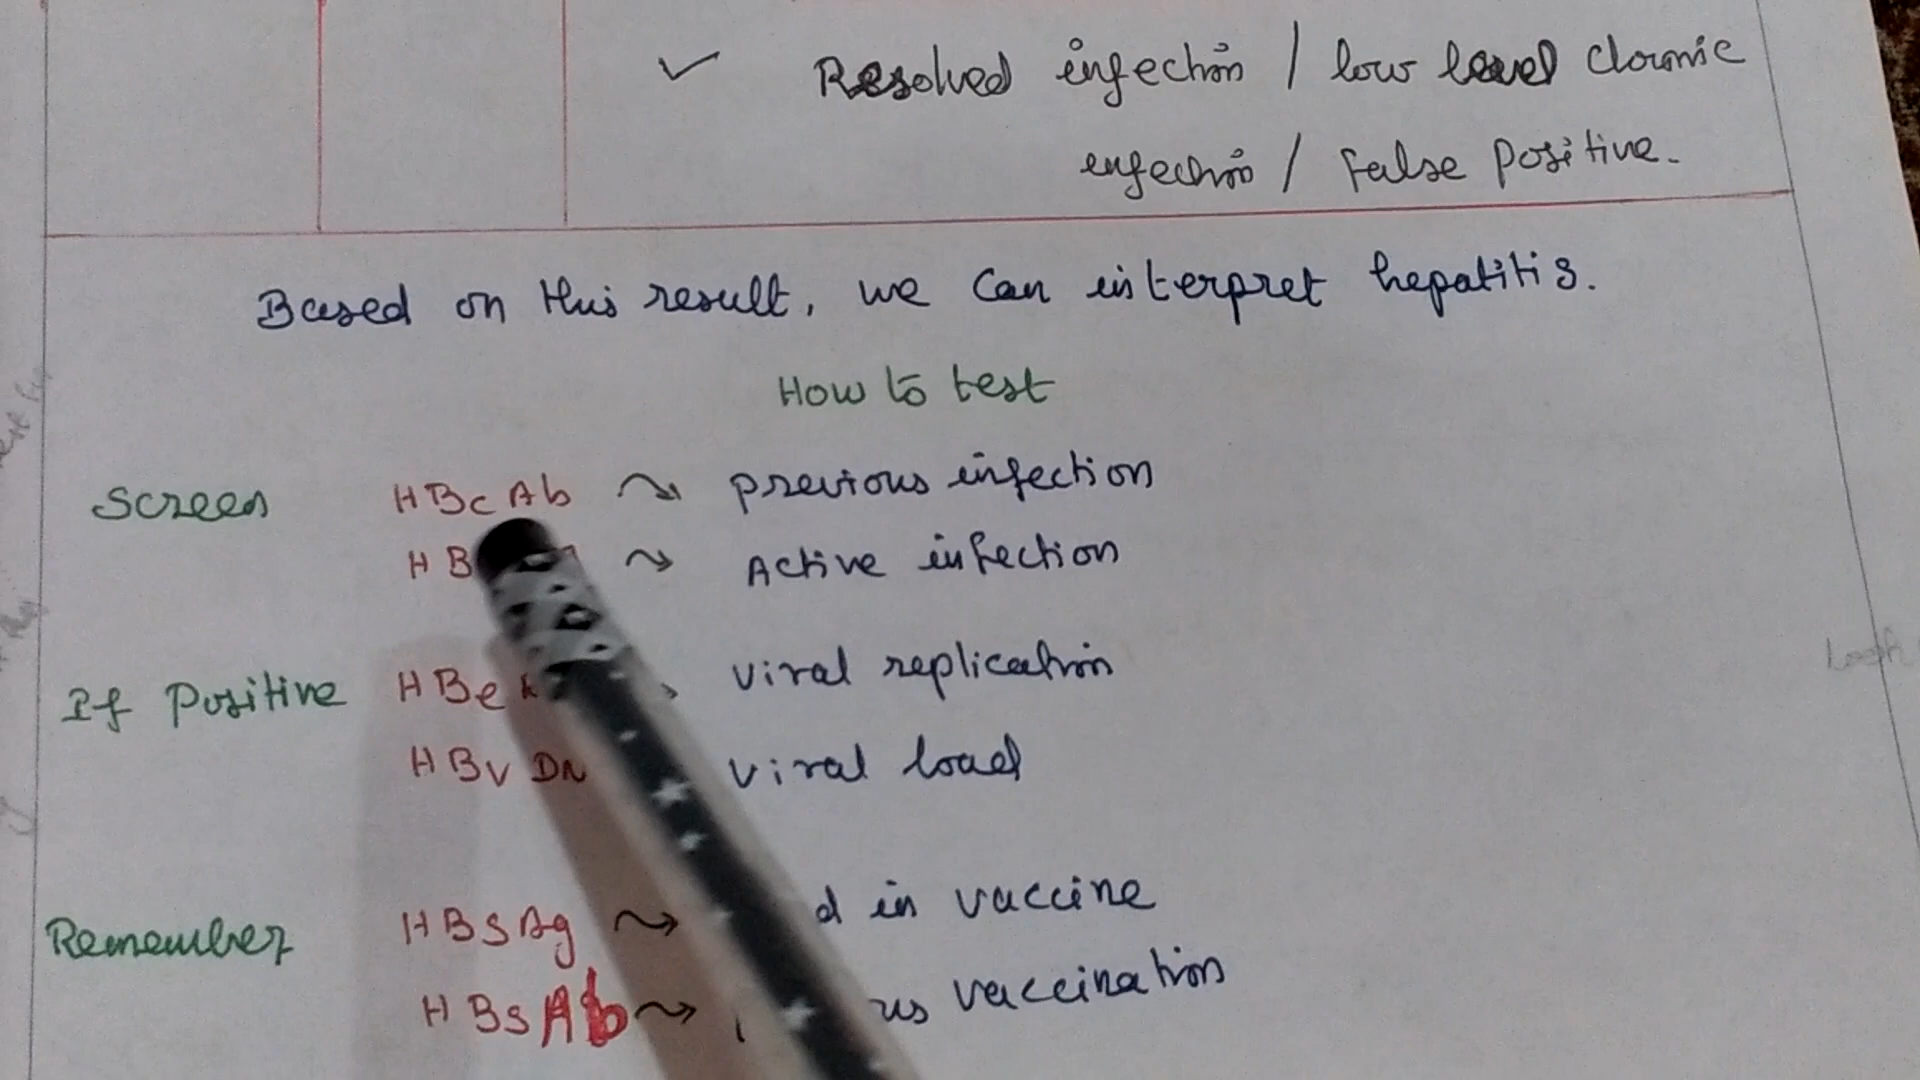 ✓ Resolved infection / low level chronic
infection / False Positive.
Based on this result, we can interpret hepatitis.
How to test
Screen HBcAb ⤳ previous infection
HB ⤳ Active infection
If Positive HBe viral replication
HBV DN viral load
Remember HBsAg ⤳ d in vaccine
HBsAb ⤳ us vaccination